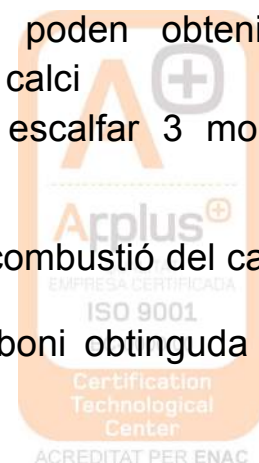 poden obteni
calci
escalfar 3 mo
A+
Applus+
combustió del ca
EMPRESA CERTIFICADA
ISO 9001
boni obtinguda
Certification
Technological
Center
ACREDITAT PER ENAC